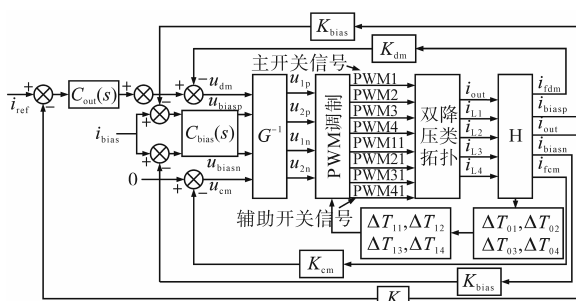 K_bias
K_dm
主开关信号
i_ref
C_out(s)
u_dm
u_biasp
i_bias
C_bias(s)
u_biasn
0
u_cm
G^-1
u_1p
u_2p
u_1n
u_2n
PWM调制
PWM1
PWM2
PWM3
PWM4
PWM11
PWM21
PWM31
PWM41
双降
压类
拓扑
i_out
i_L1
i_L2
i_L3
i_L4
H
i_fdm
i_biasp
i_out
i_biasn
i_fcm
辅助开关信号
ΔT_11,ΔT_12
ΔT_13,ΔT_14
ΔT_01,ΔT_02
ΔT_03,ΔT_04
K_cm
K_bias
K